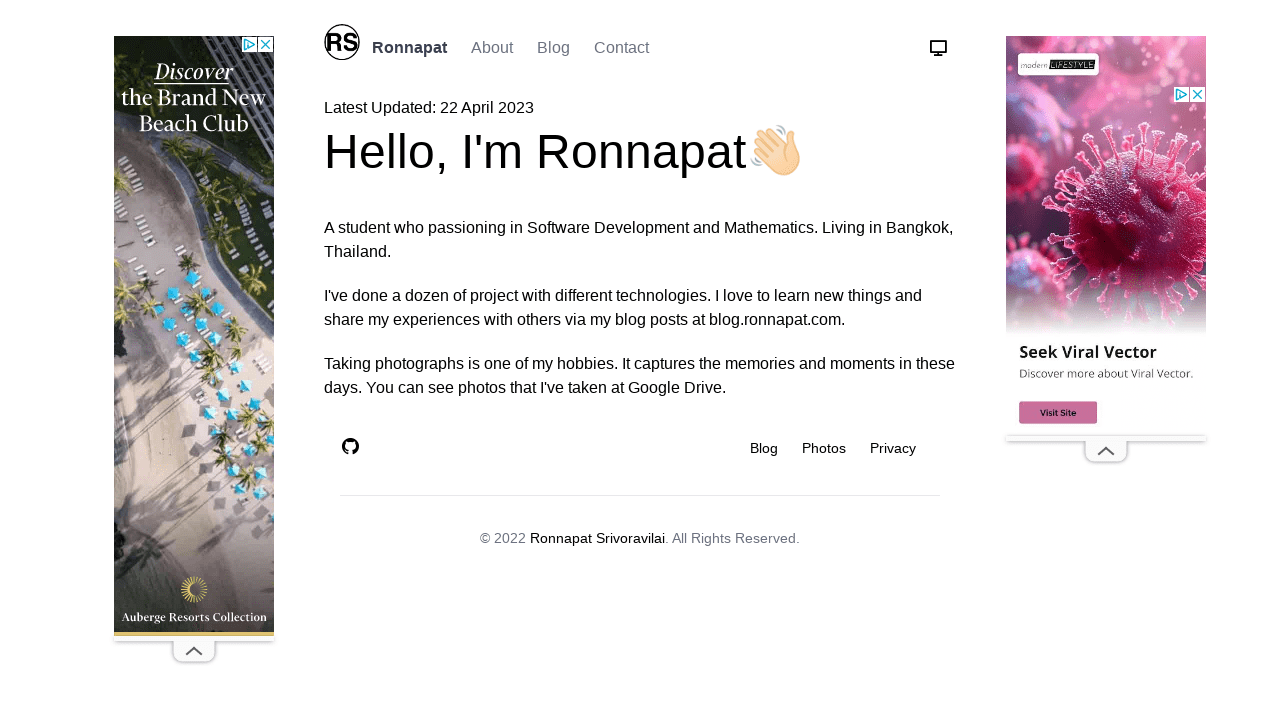 RS Ronnapat About Blog Contact
Latest Updated: 22 April 2023
Hello, I'm Ronnapat👋🏻
A student who passioning in Software Development and Mathematics. Living in Bangkok,
Thailand.
I've done a dozen of project with different technologies. I love to learn new things and
share my experiences with others via my blog posts at blog.ronnapat.com.
Taking photographs is one of my hobbies. It captures the memories and moments in these
days. You can see photos that I've taken at Google Drive.
Blog Photos Privacy
© 2022 Ronnapat Srivoravilai. All Rights Reserved.
Discover
the Brand New
Beach Club
Auberge Resorts Collection
modern LIFESTYLE
Seek Viral Vector
Discover more about Viral Vector.
Visit Site